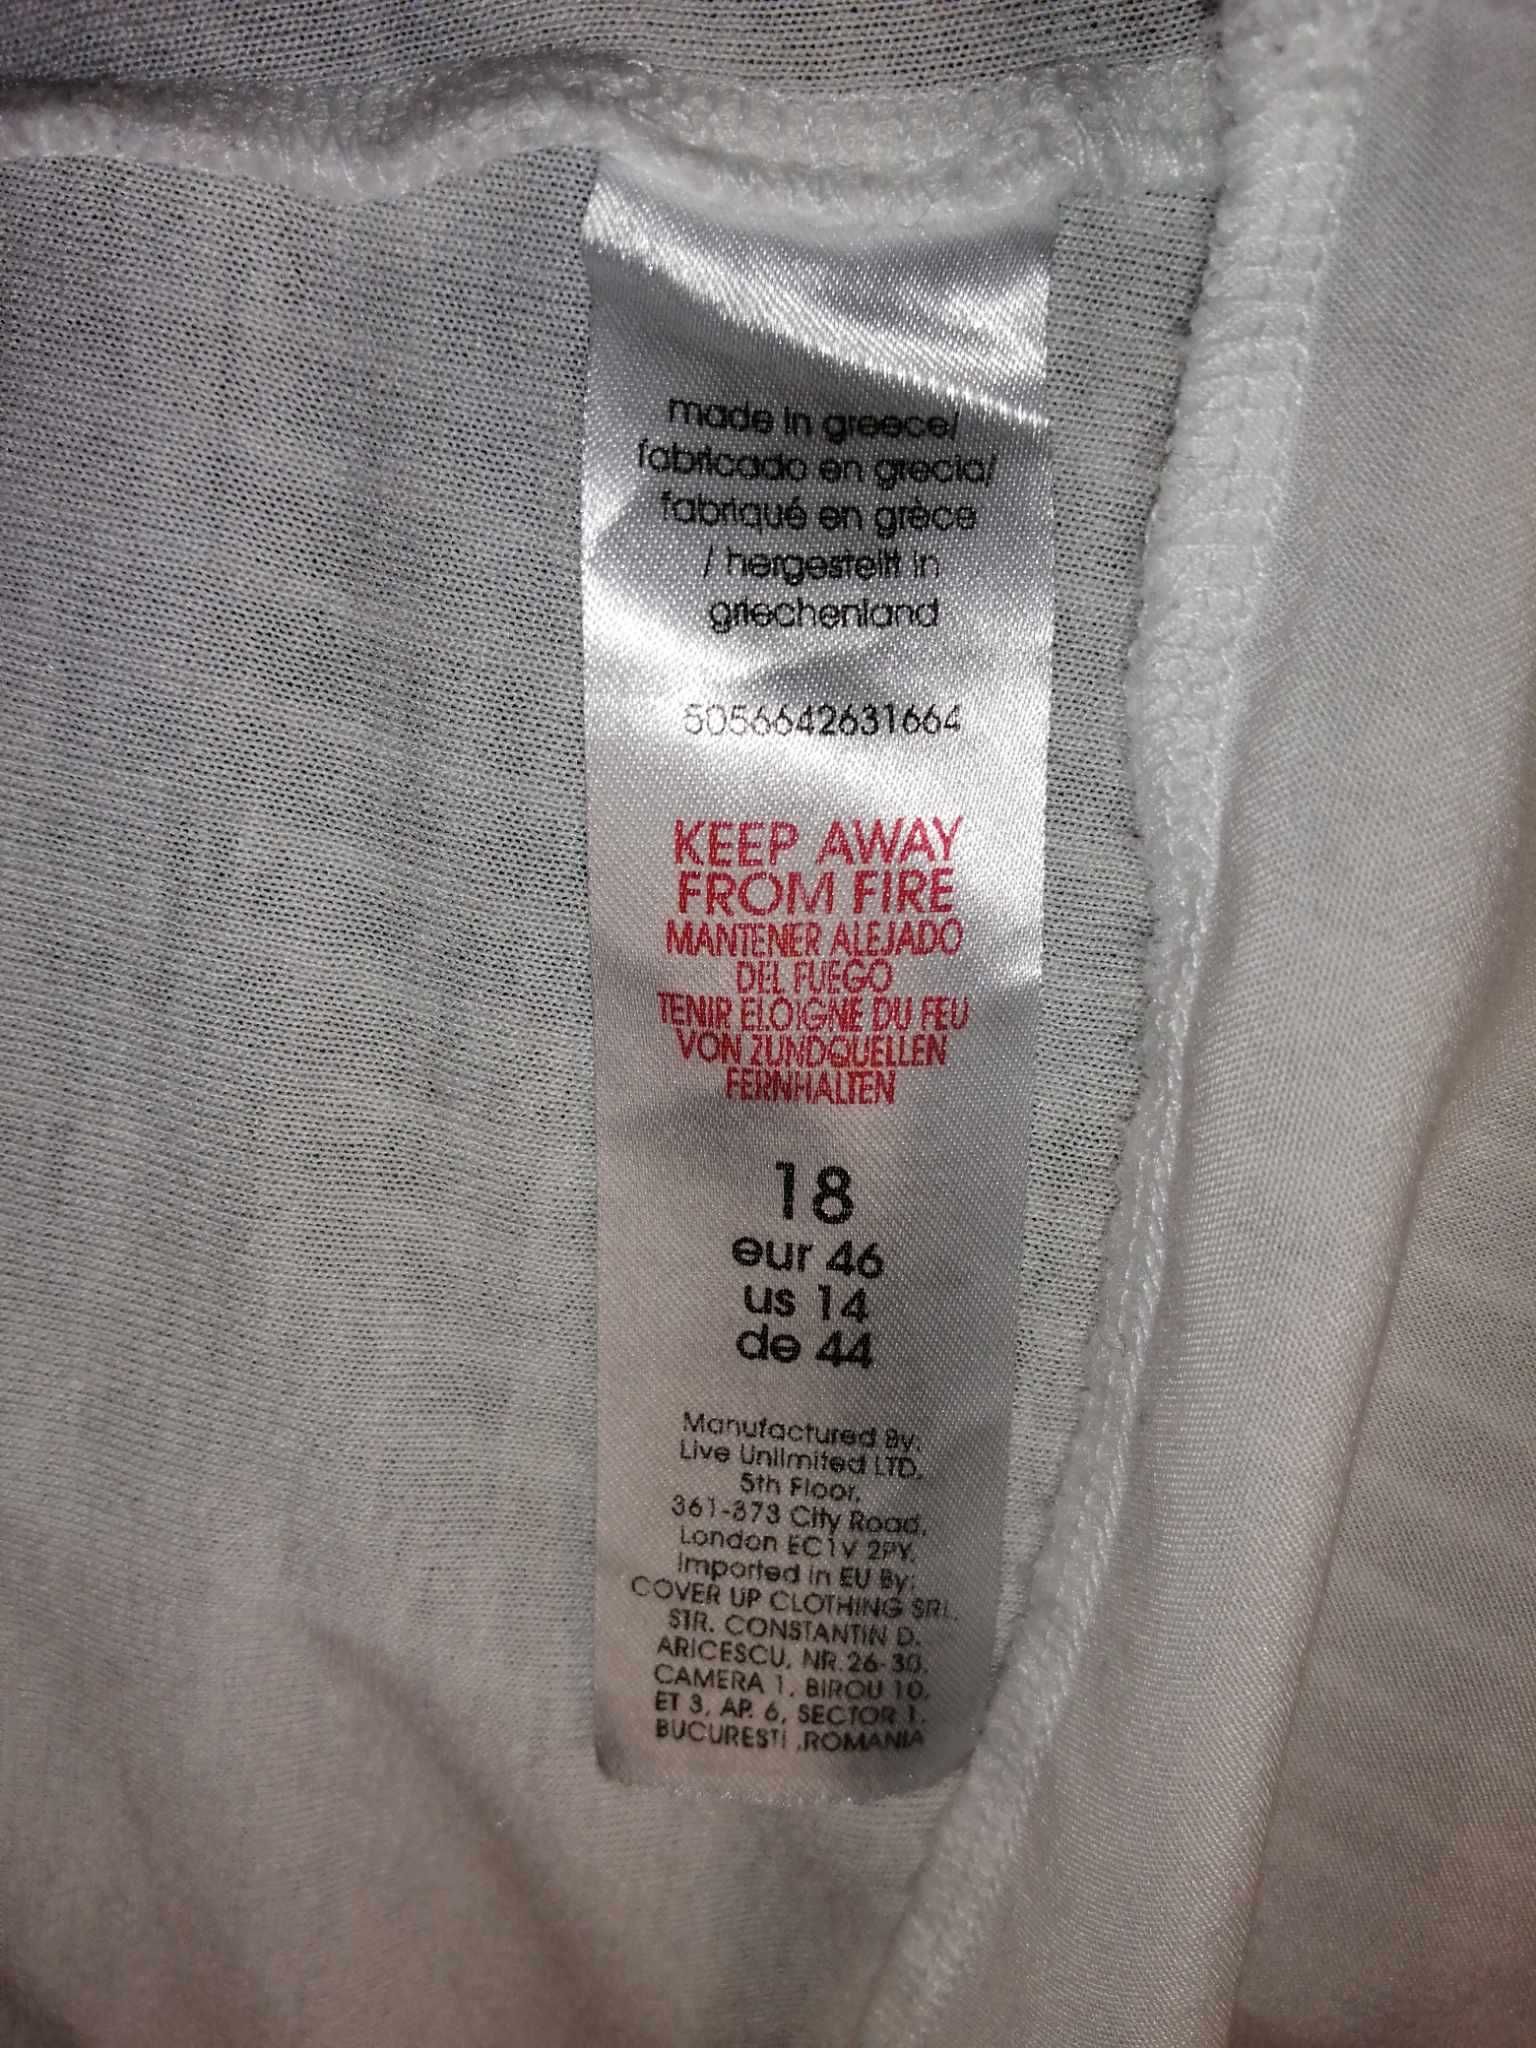 made in greece/
fabricado en grecia/
fabriqué en grèce
/ hergestellt in
griechenland
5056642631664
KEEP AWAY
FROM FIRE
MANTENER ALEJADO
DEL FUEGO
TENIR ELOIGNE DU FEU
VON ZUNDQUELLEN
FERNHALTEN
18
eur 46
us 14
de 44
Manufactured By:
Live Unlimited LTD,
5th Floor,
361-373 City Road,
London EC1V 2PY.
Imported in EU By:
COVER UP CLOTHING SRL,
STR. CONSTANTIN D.
ARICESCU, NR.26-30,
CAMERA 1, BIROU 10,
ET 3, AP. 6, SECTOR 1,
BUCURESTI ,ROMANIA